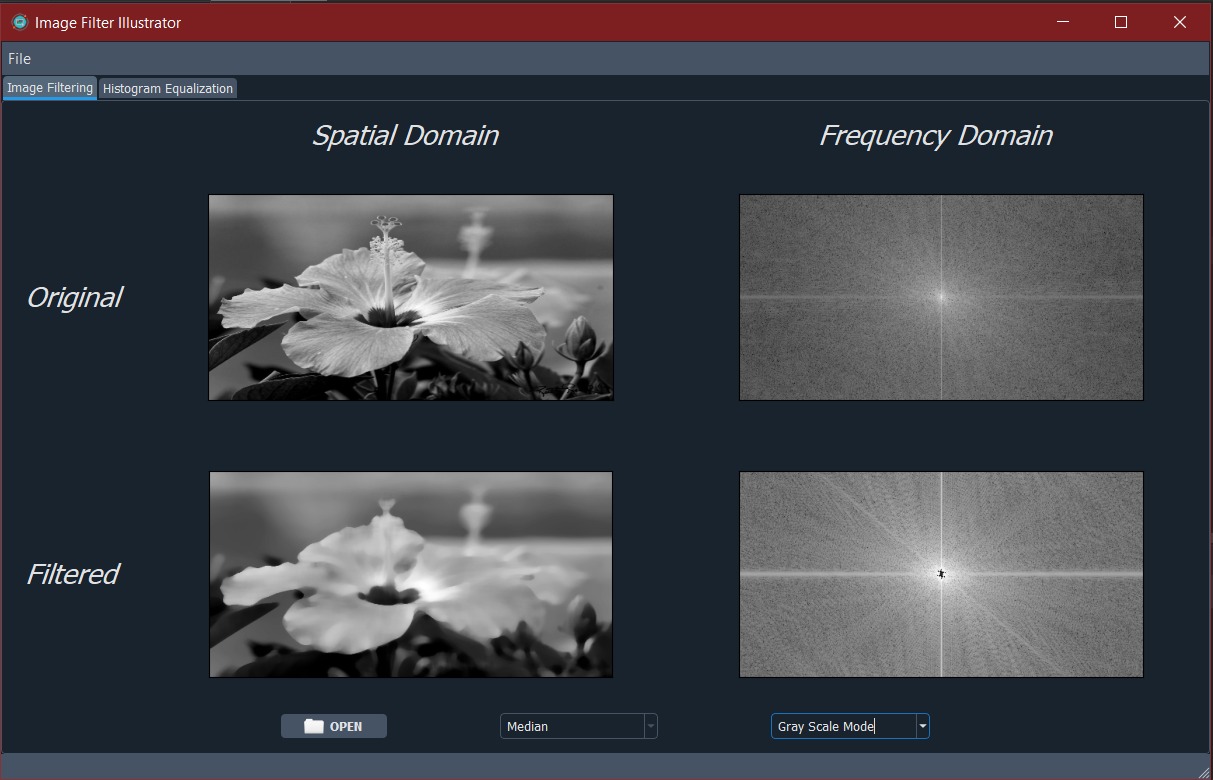 Image Filter Illustrator
File
Image Filtering Histogram Equalization
Spatial Domain Frequency Domain
Original
Filtered
OPEN Median Gray Scale Mode